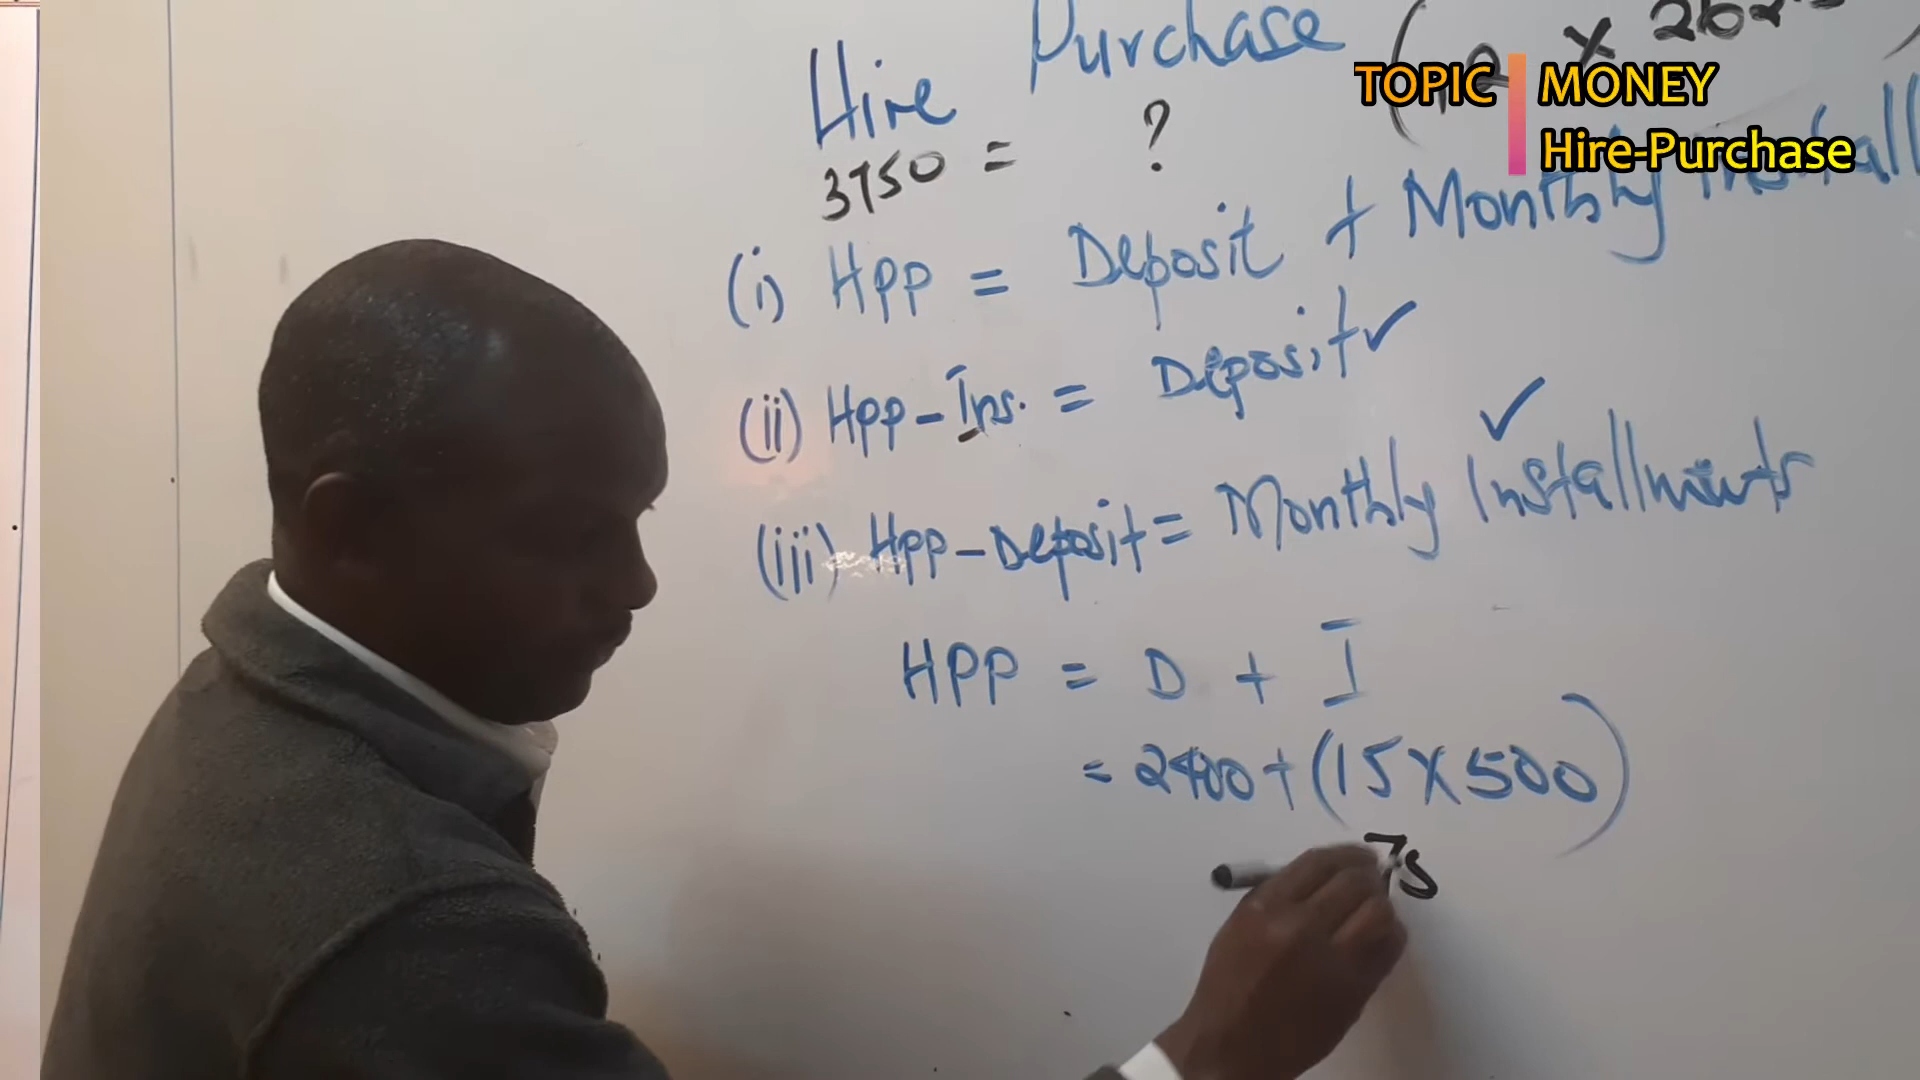 Hire Purchase
TOPIC MONEY
Hire-Purchase
3750 = ?
(i) Hpp = Deposit + Monthly
(ii) Hpp - Ins. = Deposit ✓
(iii) Hpp - Deposit = Monthly Installments ✓
HPP = D + I
= 2400 + (15 X 500)
75